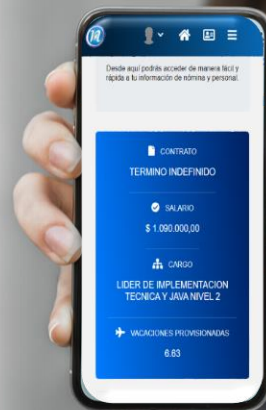 Desde aquí podrás acceder de manera fácil y
rápida a tu información de nómina y personal.
CONTRATO
TERMINO INDEFINIDO
SALARIO
$ 1.090.000,00
CARGO
LIDER DE IMPLEMENTACION
TECNICA Y JAVA NIVEL 2
VACACIONES PROVISIONADAS
6.63